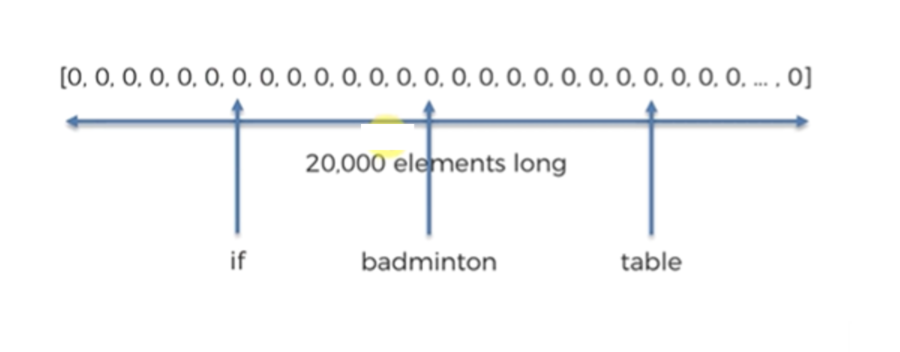 [0, 0, 0, 0, 0, 0, 0, 0, 0, 0, 0, 0, 0, 0, 0, 0, 0, 0, 0, 0, 0, 0, 0, 0, 0, ... , 0]
20,000 elements long
if badminton table